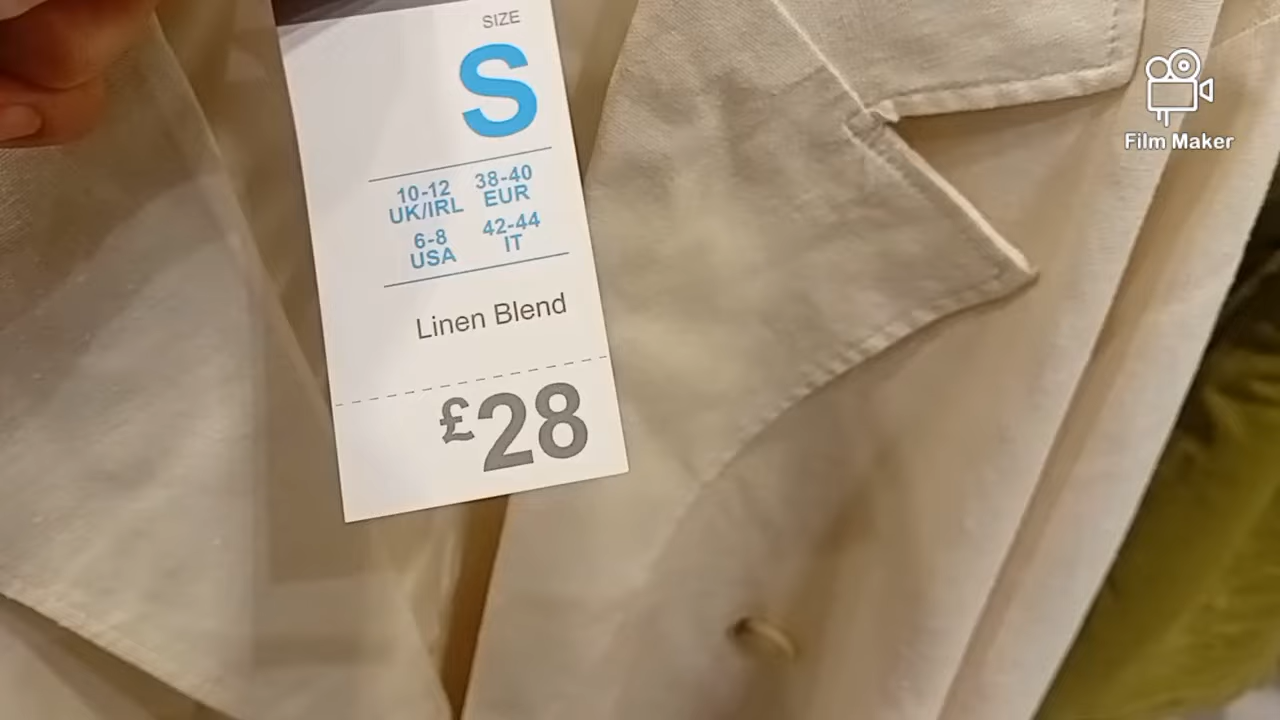 SIZE
S
10-12 38-40
UK/IRL EUR
6-8 42-44
USA IT
Linen Blend
£28
Film Maker